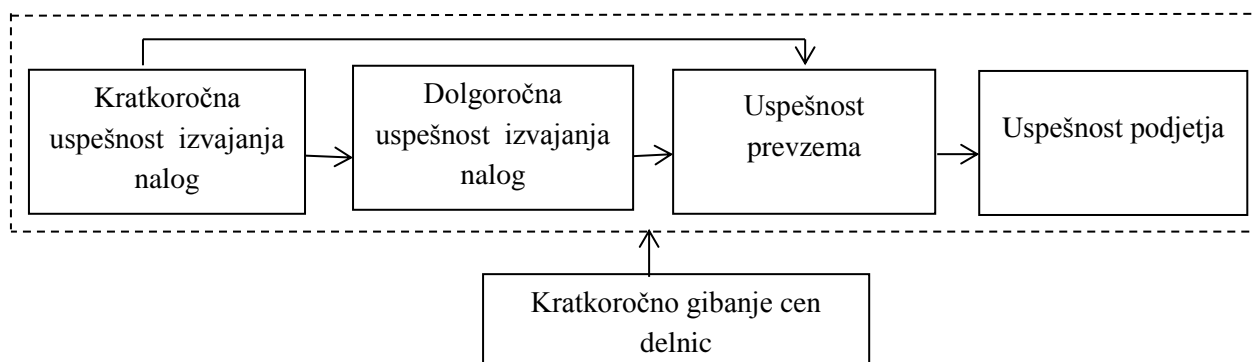 Kratkoročna
uspešnost izvajanja
nalog
Dolgoročna
uspešnost izvajanja
nalog
Uspešnost
prevzema
Uspešnost podjetja
Kratkoročno gibanje cen
delnic